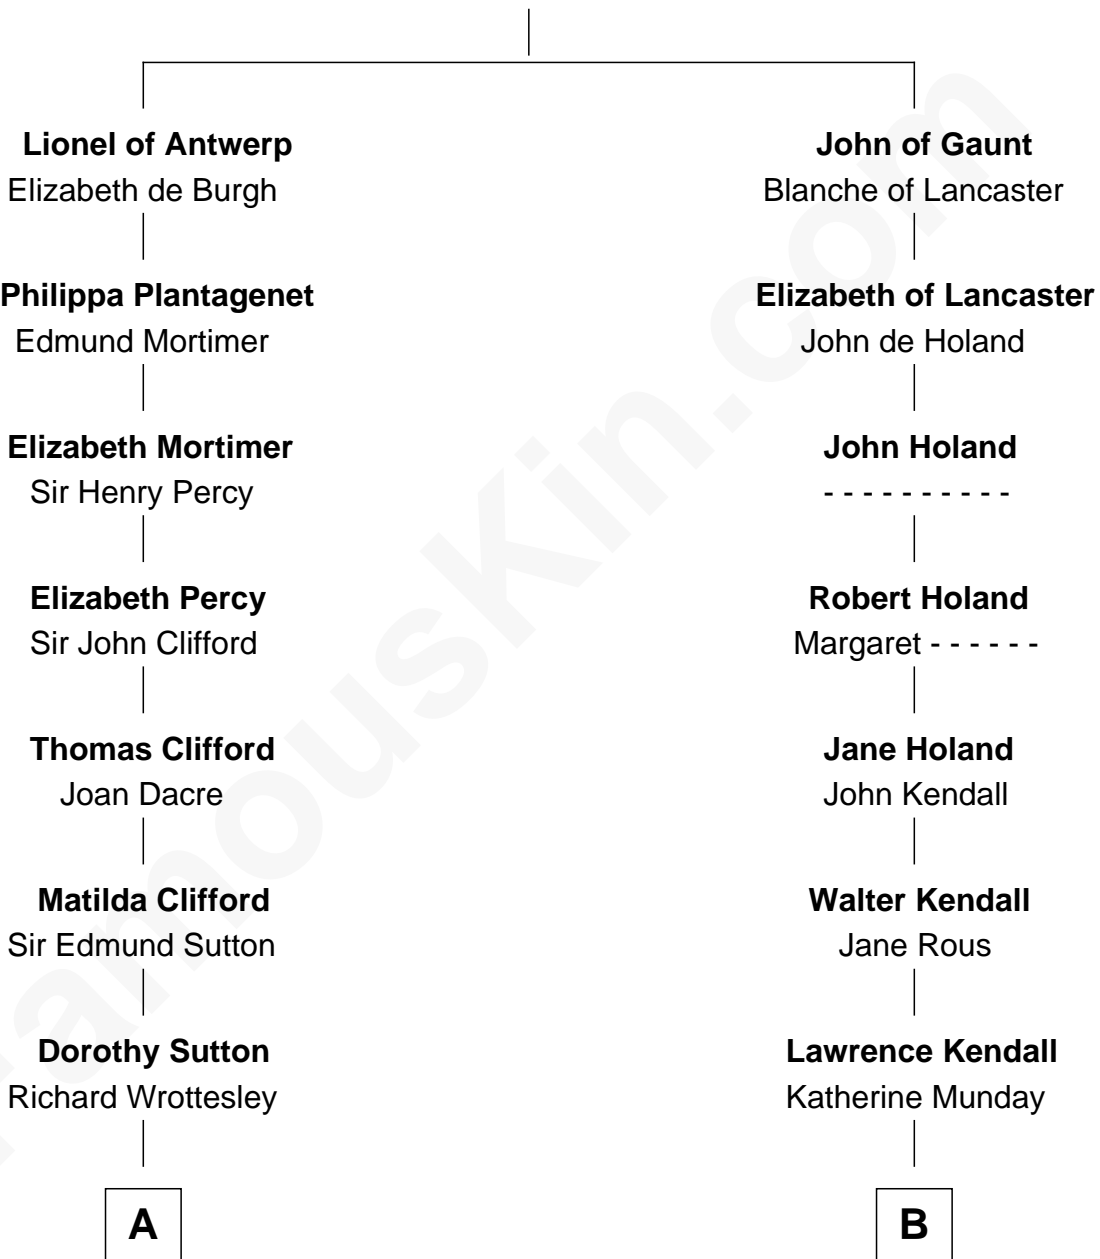 Lionel of Antwerp
Elizabeth de Burgh
Philippa Plantagenet
Edmund Mortimer
Elizabeth Mortimer
Sir Henry Percy
Elizabeth Percy
Sir John Clifford
Thomas Clifford
Joan Dacre
Matilda Clifford
Sir Edmund Sutton
Dorothy Sutton
Richard Wrottesley
A
John of Gaunt
Blanche of Lancaster
Elizabeth of Lancaster
John de Holand
John Holand
- - - - - - - - - -
Robert Holand
Margaret - - - - - -
Jane Holand
John Kendall
Walter Kendall
Jane Rous
Lawrence Kendall
Katherine Munday
B
FamousKin.com